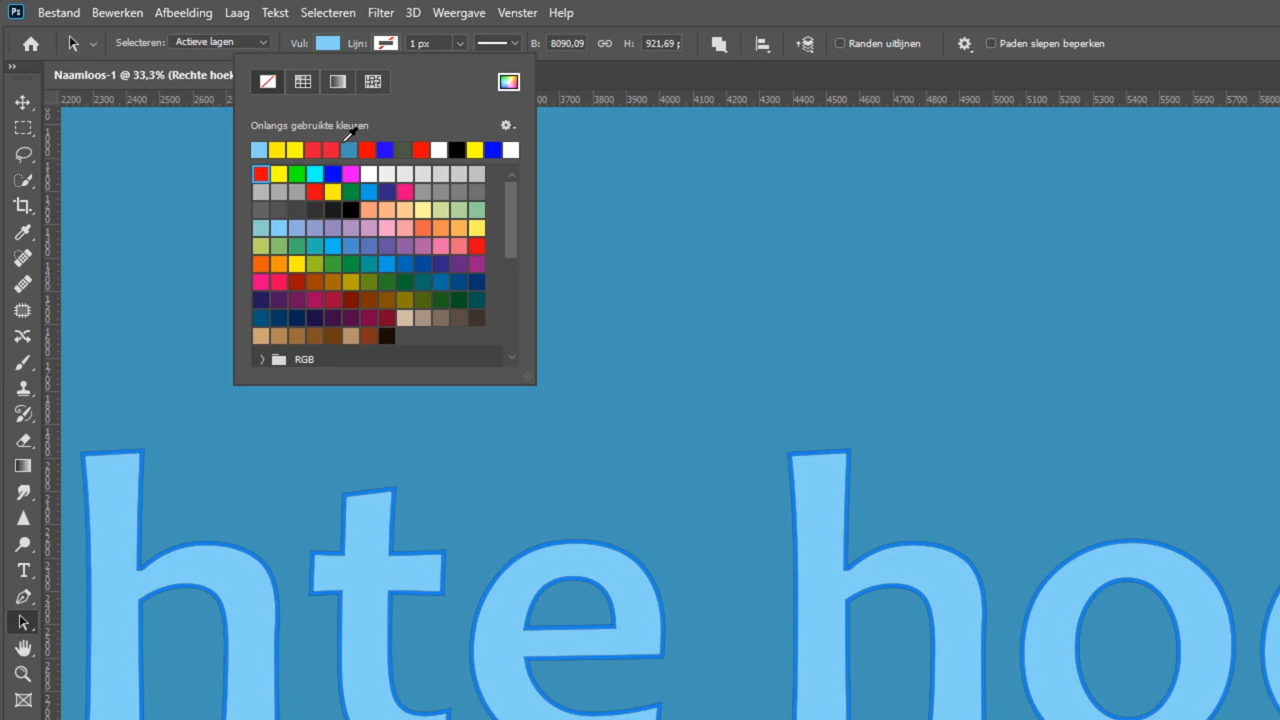 Ps Bestand Bewerken Afbeelding Laag Tekst Selecteren Filter 3D Weergave Venster Help
Selecteren: Actieve lagen Vul: Lijn: 1 px B: 8090,09 H: 921,69 p Randen uitlijnen Paden slepen beperken
Naamloos-1 @ 33,3% (Rechte hoek
2200 2300 2400 2500 2600 3700 3800 3900 4000 4100 4200 4300 4400 4500 4600 4700 4800 4900 5000 5100 5200 5300 5400 5500 5600 5700 5800
Onlangs gebruikte kleuren
RGB
hte hoe
T